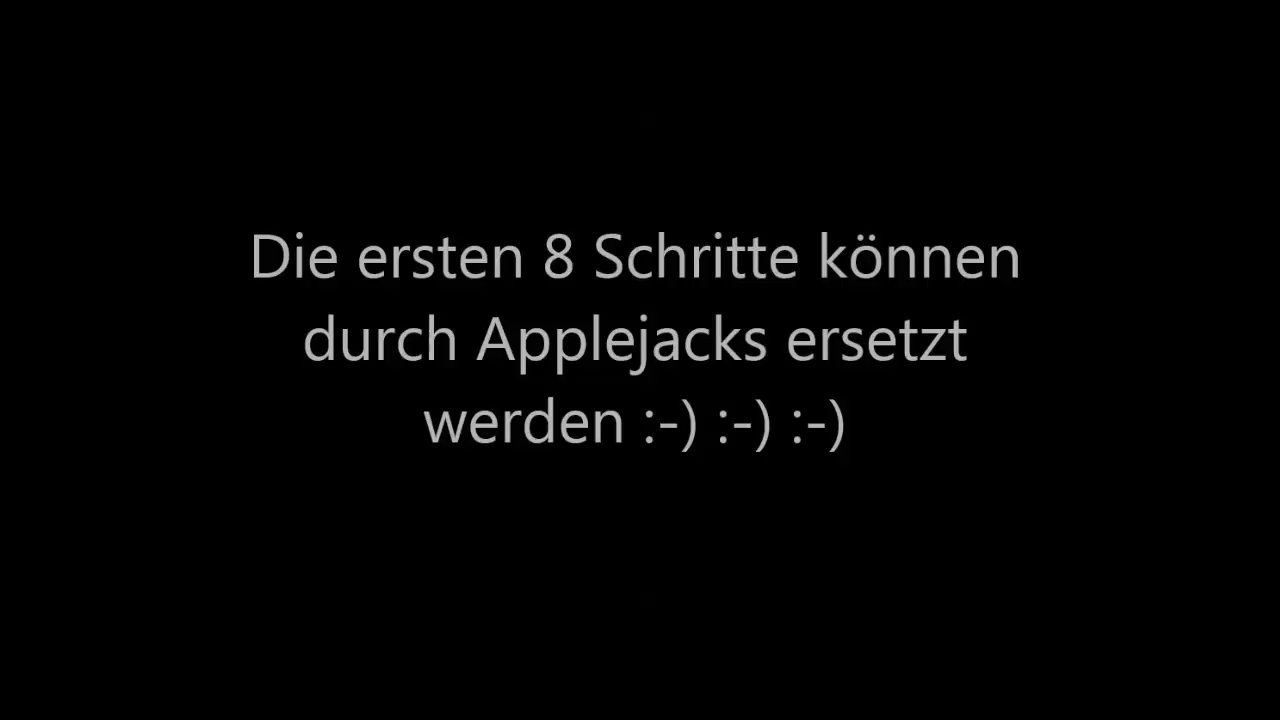 Die ersten 8 Schritte können
durch Applejacks ersetzt
werden :-) :-) :-)